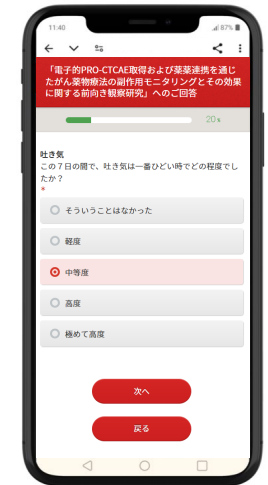 11:40
87%
「電子的PRO-CTCAE取得および薬薬連携を通じ
たがん薬物療法の副作用モニタリングとその効果
に関する前向き観察研究」へのご回答
20%
吐き気
この7日の間で、吐き気は一番ひどい時でどの程度でし
たか？
*
そういうことはなかった
軽度
中等度
高度
極めて高度
次へ
戻る